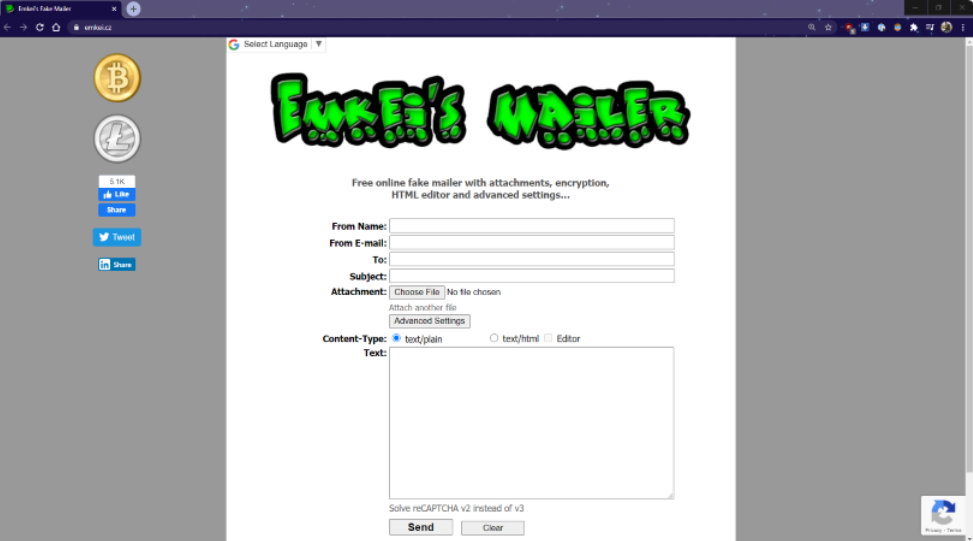 Emkei's Fake Mailer
emkei.cz
Select Language
EMKEI'S MAILER
5.1K
Like
Share
Tweet
in Share
Free online fake mailer with attachments, encryption,
HTML editor and advanced settings...
From Name:
From E-mail:
To:
Subject:
Attachment: Choose File No file chosen
Attach another file
Advanced Settings
Content-Type: text/plain text/html Editor
Text:
Solve reCAPTCHA v2 instead of v3
Send Clear
Privacy - Terms